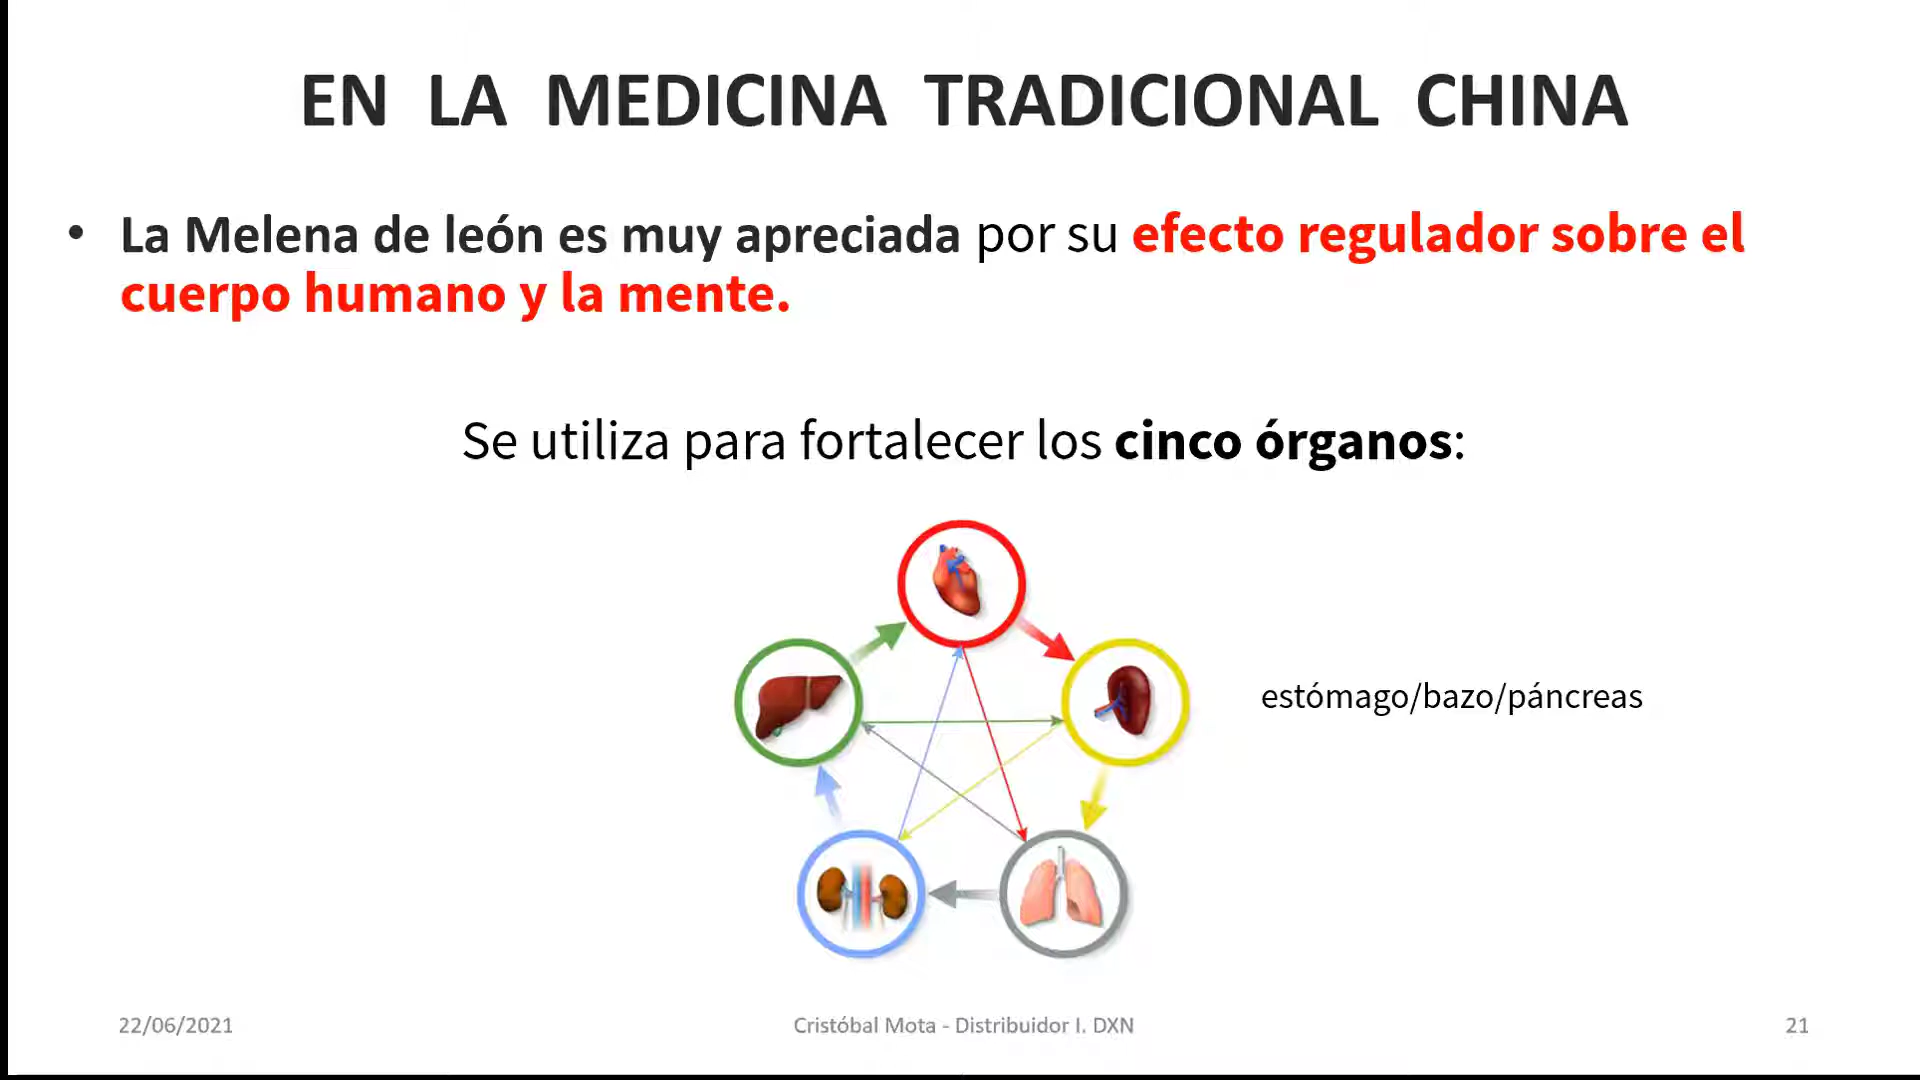 EN LA MEDICINA TRADICIONAL CHINA
• La Melena de león es muy apreciada por su efecto regulador sobre el
cuerpo humano y la mente.
Se utiliza para fortalecer los cinco órganos:
estómago/bazo/páncreas
22/06/2021
Cristóbal Mota - Distribuidor I. DXN
21